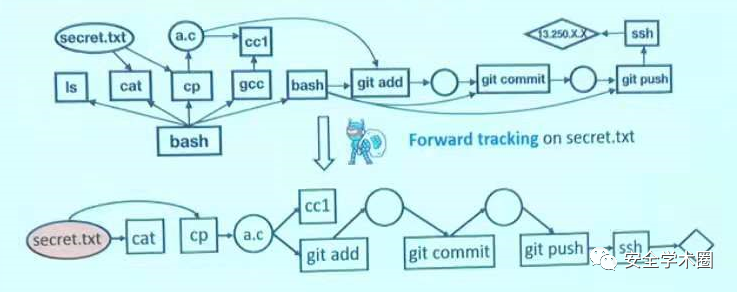 secret.txt
a.c
cc1
13.250.X.X
ssh
ls
cat
cp
gcc
bash
git add
git commit
git push
bash
Forward tracking on secret.txt
secret.txt
cat
cp
a.c
cc1
git add
git commit
git push
ssh
安全学术圈